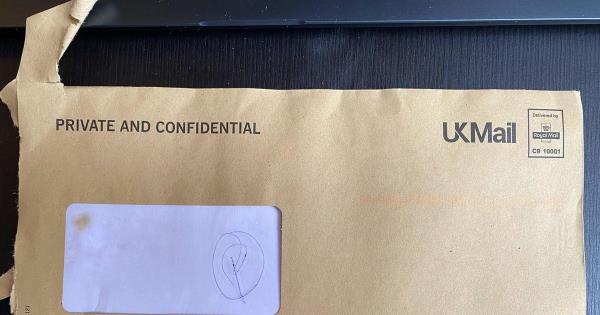 PRIVATE AND CONFIDENTIAL
UKMail
Delivered by
Royal Mail
C9 10001